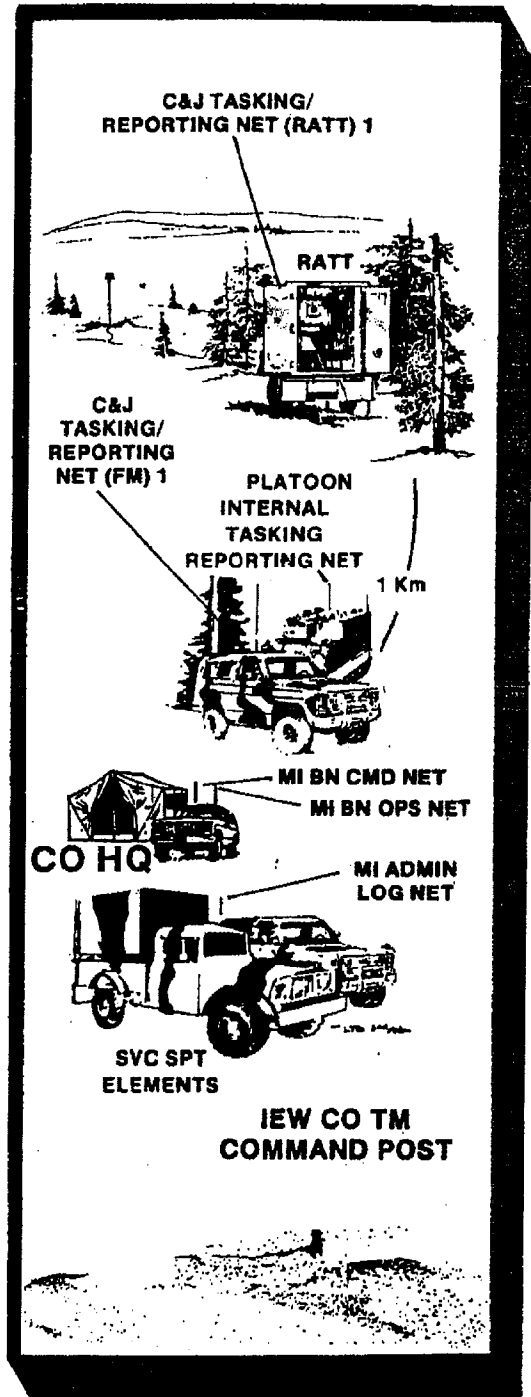 C&J TASKING/
REPORTING NET (RATT) 1
RATT
C&J
TASKING/
REPORTING
NET (FM) 1
PLATOON
INTERNAL
TASKING
REPORTING NET
1 Km
MI BN CMD NET
MI BN OPS NET
CO HQ
MI ADMIN
LOG NET
SVC SPT
ELEMENTS
IEW CO TM
COMMAND POST